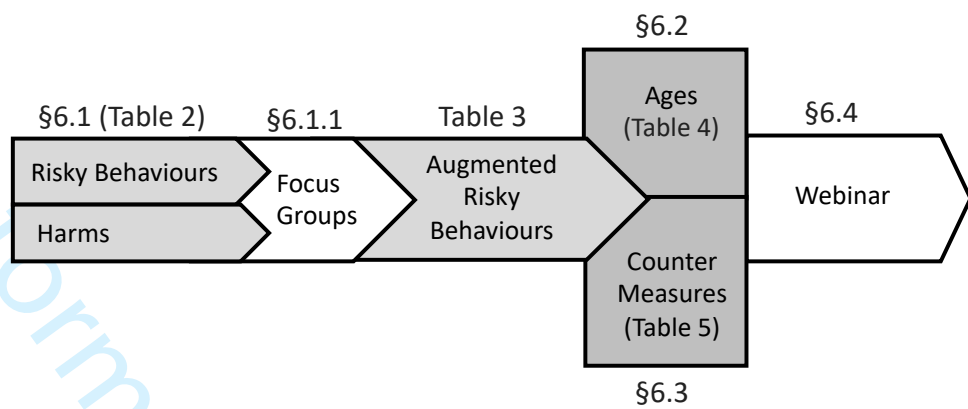 §6.2
§6.1 (Table 2)
§6.1.1
Table 3
§6.4
Ages
(Table 4)
Risky Behaviours
Harms
Focus
Groups
Augmented
Risky
Behaviours
Webinar
Counter
Measures
(Table 5)
§6.3